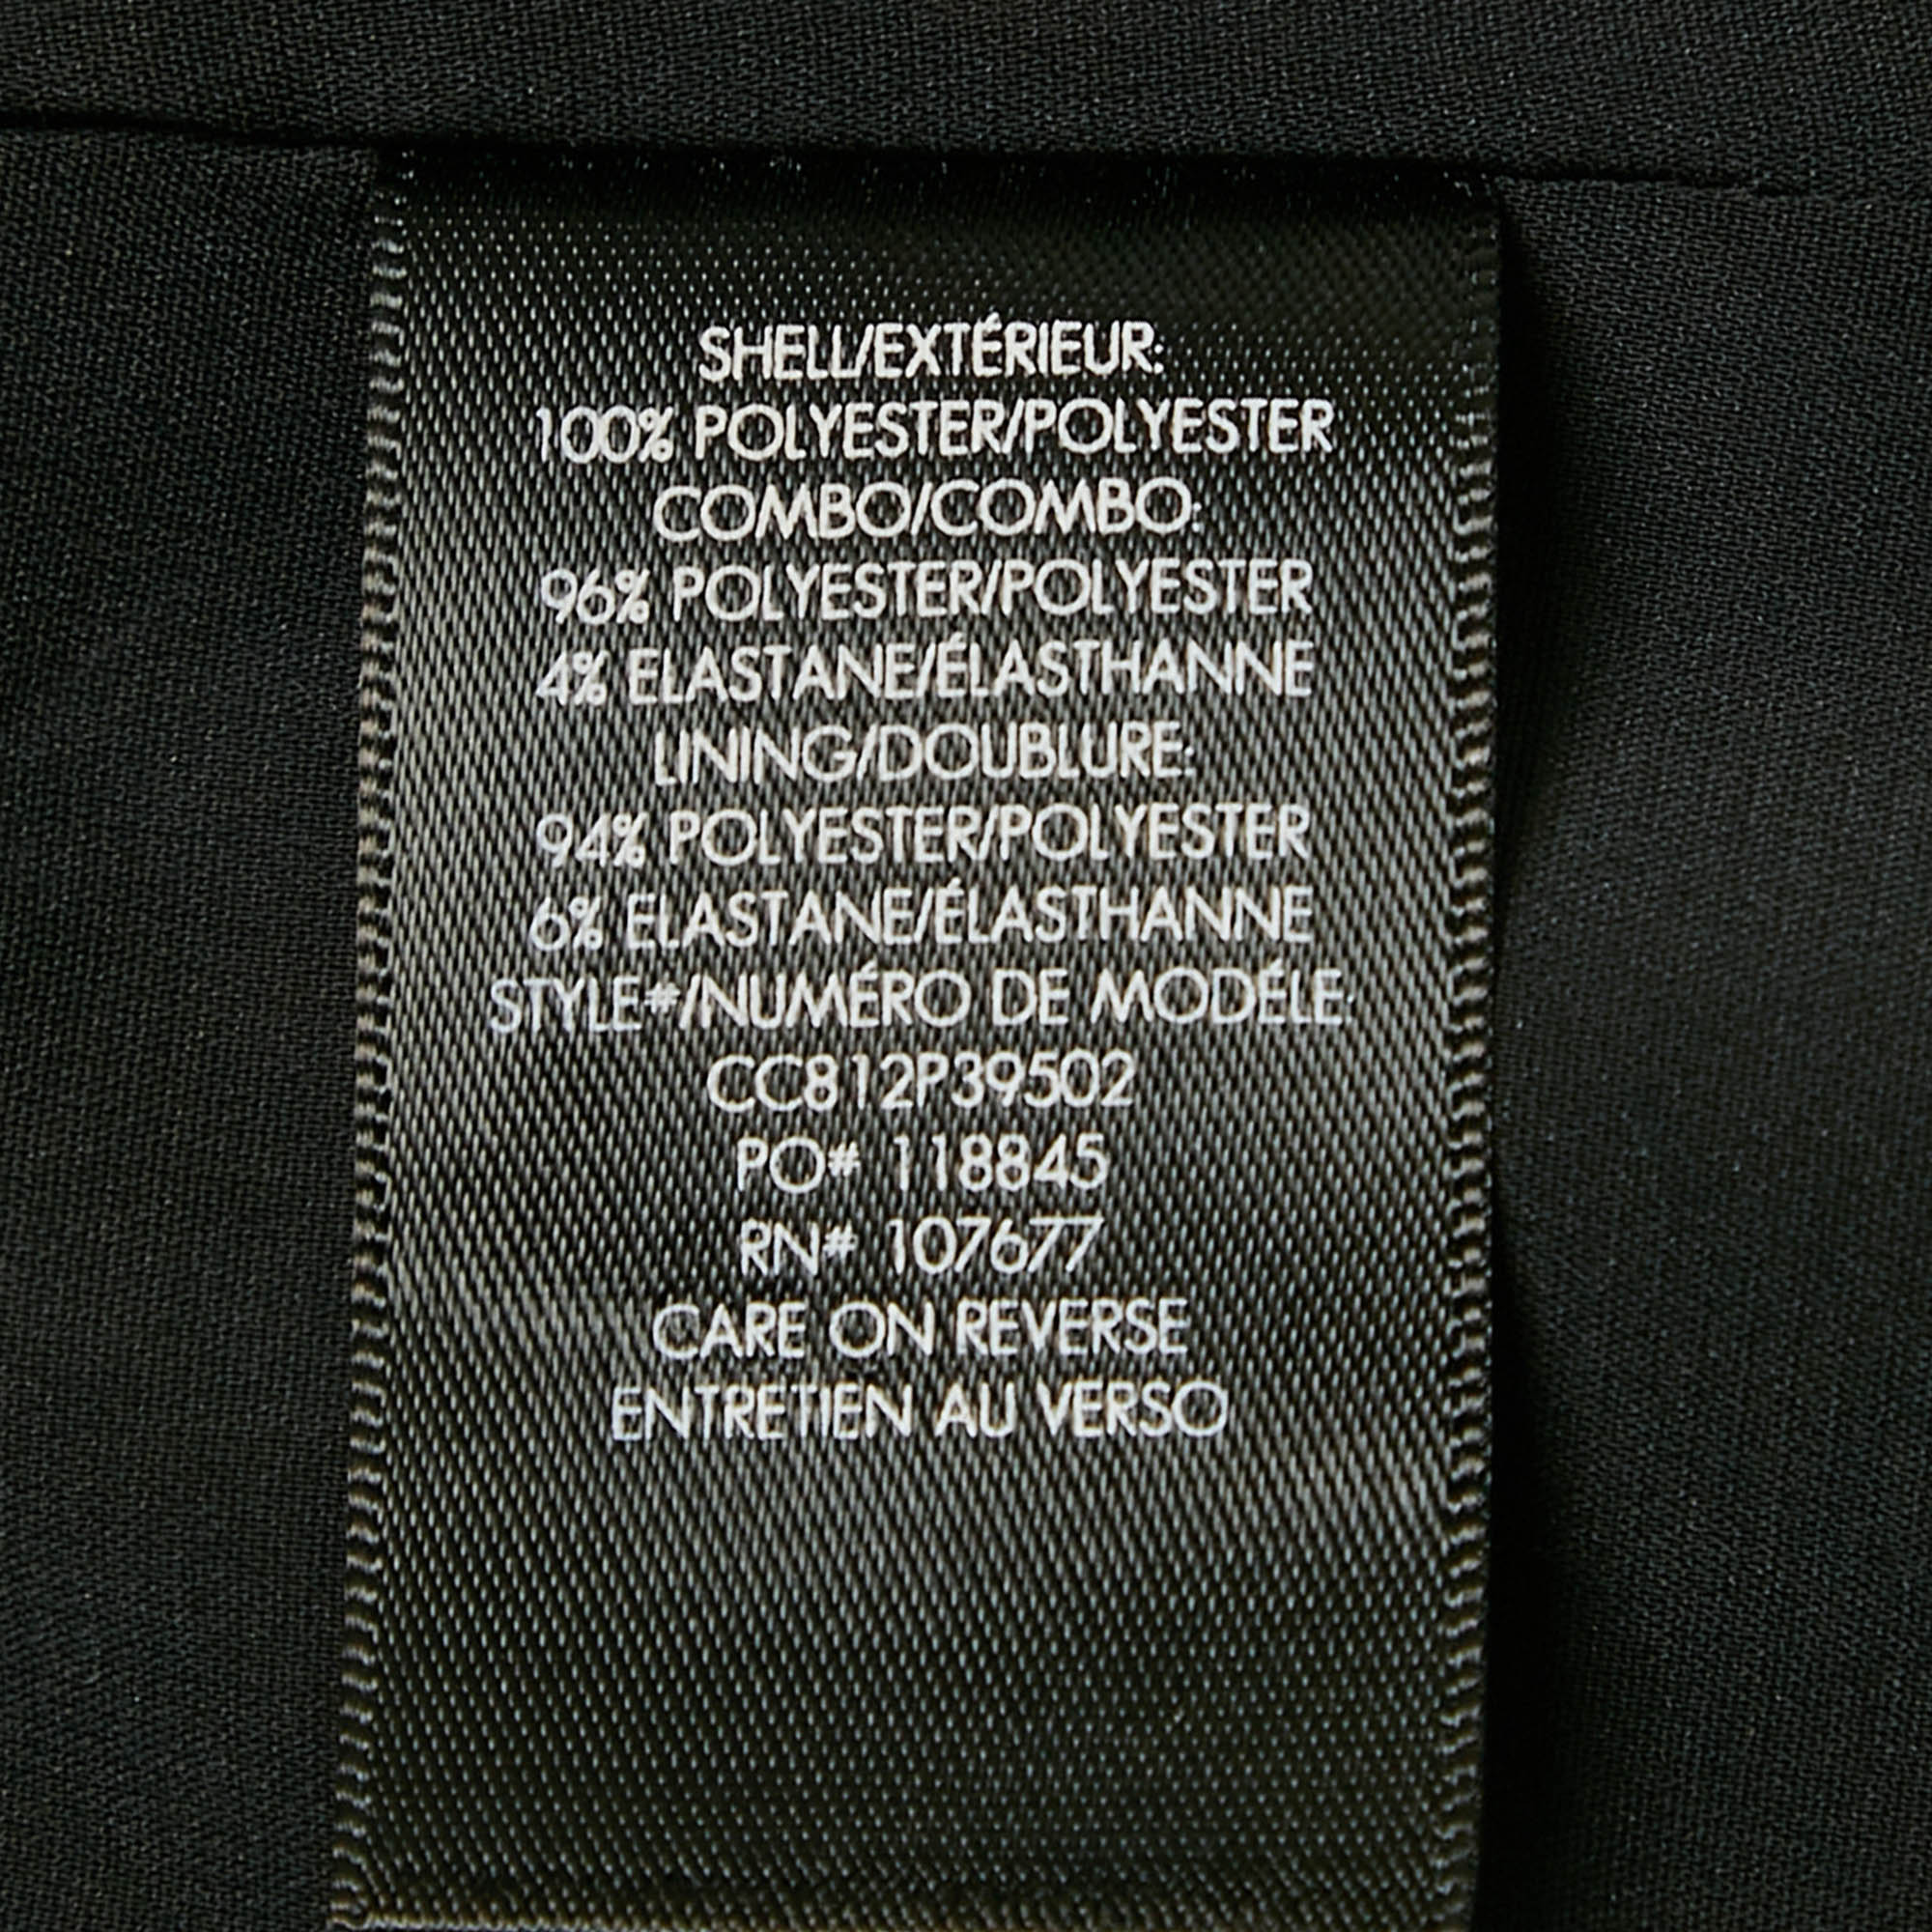 SHELL/EXTÉRIEUR:
100% POLYESTER/POLYESTER
COMBO/COMBO:
96% POLYESTER/POLYESTER
4% ELASTANE/ÉLASTHANNE
LINING/DOUBLURE:
94% POLYESTER/POLYESTER
6% ELASTANE/ÉLASTHANNE
STYLE#/NUMÉRO DE MODÉLE:
CC812P39502
PO# 118845
RN# 107677
CARE ON REVERSE
ENTRETIEN AU VERSO